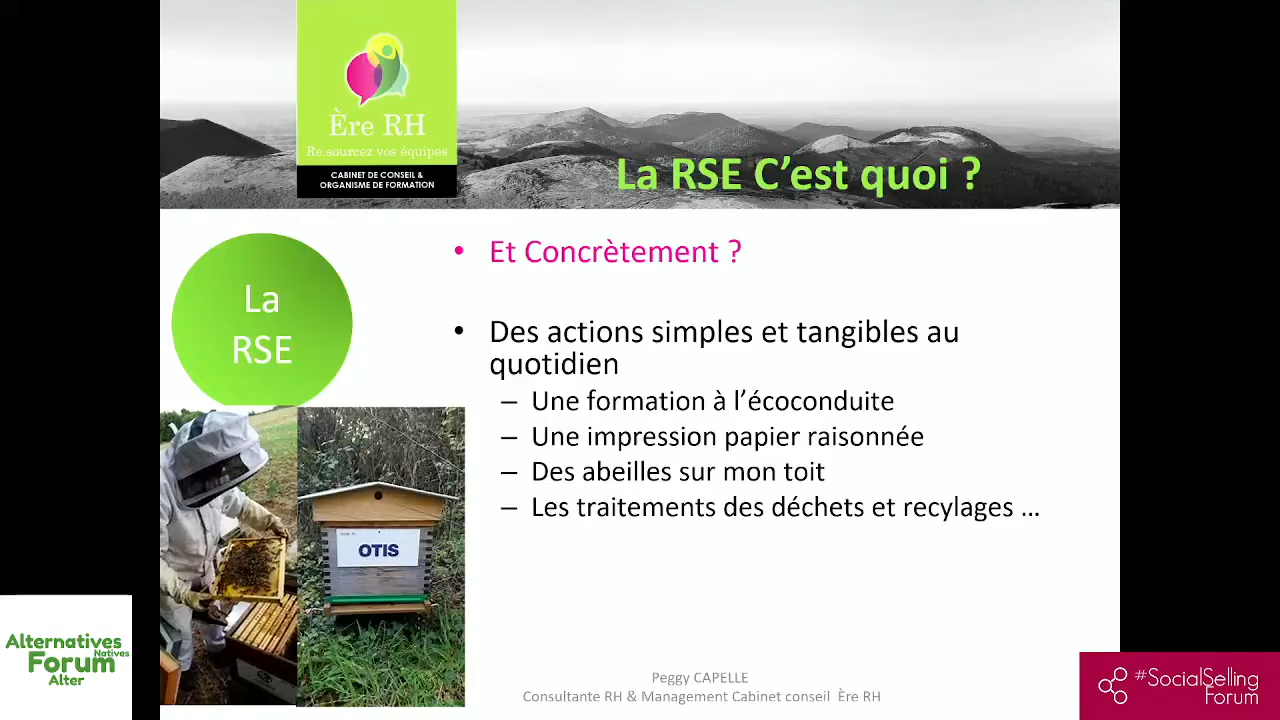 Ère RH
Re.sourcez vos équipes
CABINET DE CONSEIL &
ORGANISME DE FORMATION
La RSE C'est quoi ?
La
RSE
• Et Concrètement ?
• Des actions simples et tangibles au
quotidien
– Une formation à l'écoconduite
– Une impression papier raisonnée
– Des abeilles sur mon toit
– Les traitements des déchets et recylages ...
OTIS
Alternatives
Natives
Forum
Alter
Peggy CAPELLE
Consultante RH & Management Cabinet conseil Ère RH
#SocialSelling
Forum